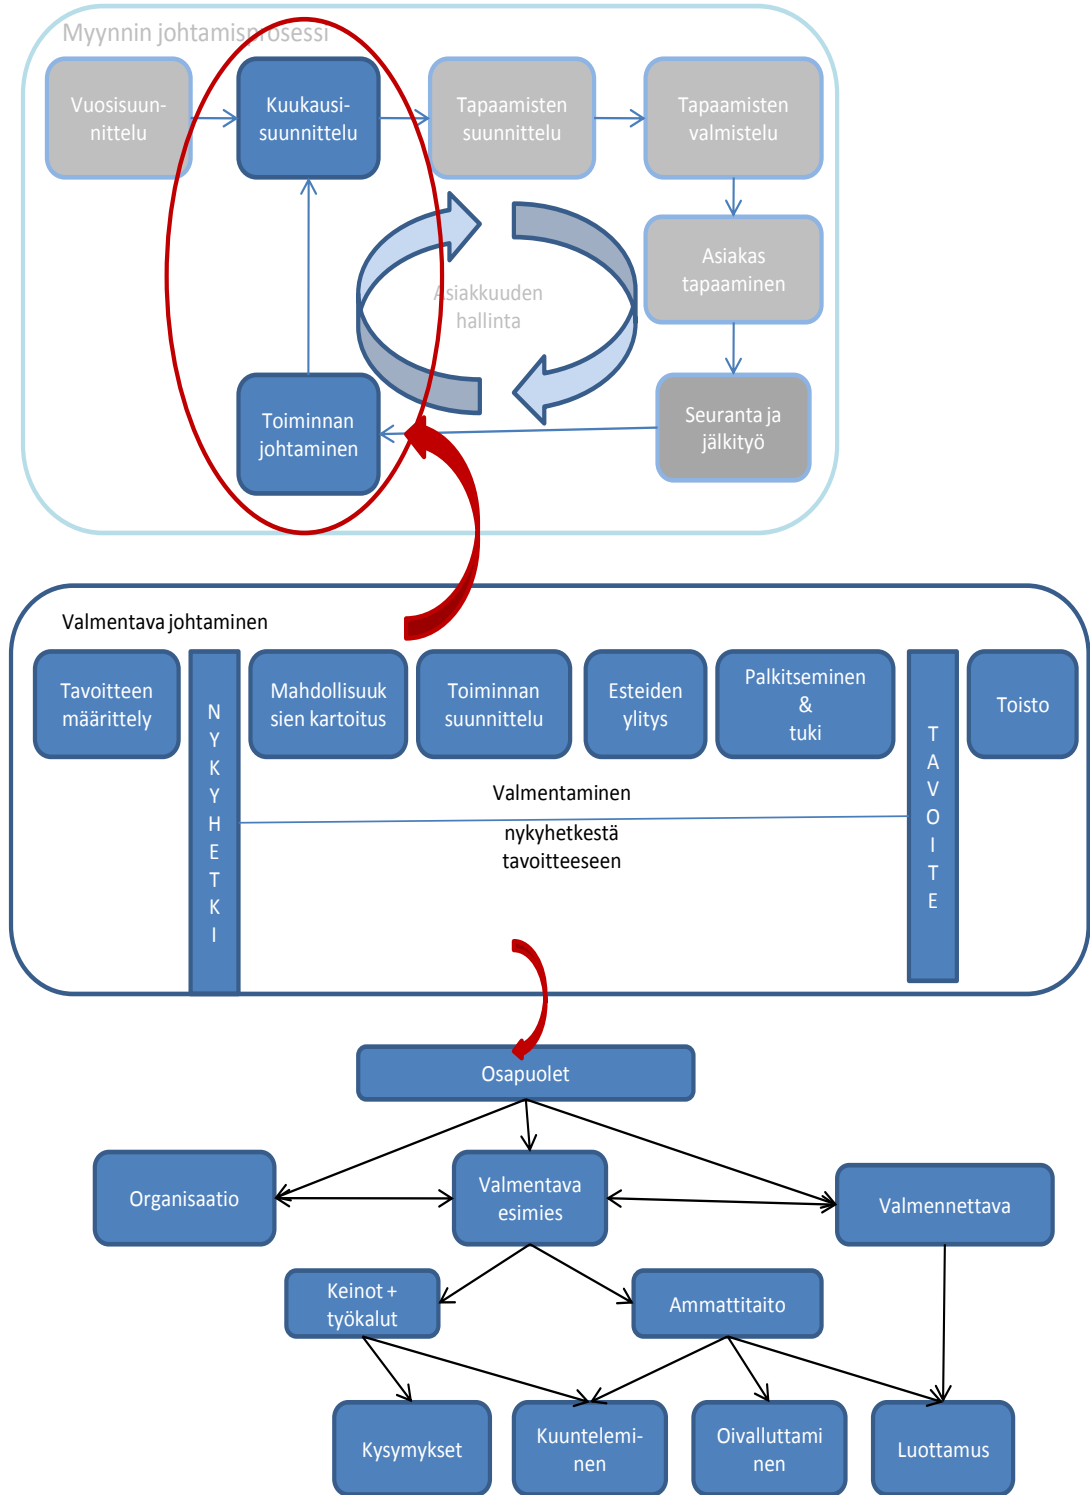 Myynnin johtamisprosessi
Vuosisuun-
nittelu
Kuukausi-
suunnittelu
Tapaamisten
suunnittelu
Tapaamisten
valmistelu
Asiakas
tapaaminen
Asiakkuuden
hallinta
Toiminnan
johtaminen
Seuranta ja
jälkityö
Valmentava johtaminen
Tavoitteen
määrittely
N
Y
K
Y
H
E
T
K
I
Mahdollisuuk
sien kartoitus
Toiminnan
suunnittelu
Esteiden
ylitys
Palkitseminen
&
tuki
T
A
V
O
I
T
E
Toisto
Valmentaminen
nykyhetkestä
tavoitteeseen
Osapuolet
Organisaatio
Valmentava
esimies
Valmennettava
Keinot +
työkalut
Ammattitaito
Kysymykset
Kuuntelemi-
nen
Oivalluttami
nen
Luottamus